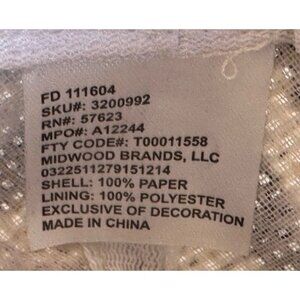 FD 111604
SKU#: 3200992
RN#: 57623
MPO#: A12244
FTY CODE#: T00011558
MIDWOOD BRANDS, LLC
0322511279151214
SHELL: 100% PAPER
LINING: 100% POLYESTER
EXCLUSIVE OF DECORATION
MADE IN CHINA